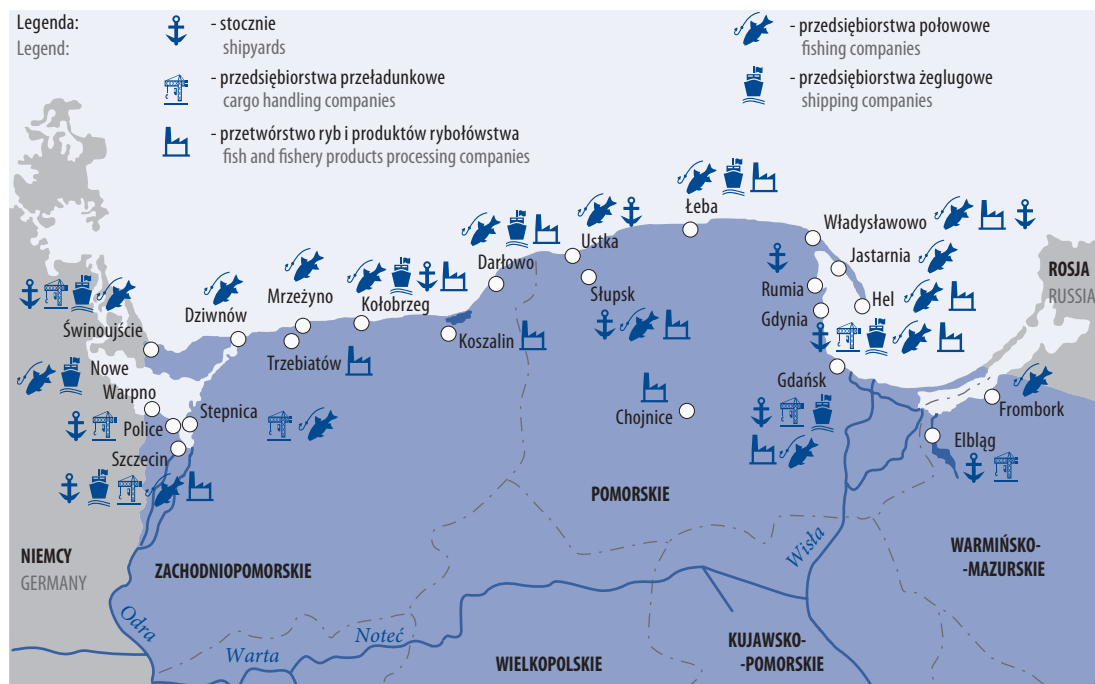 Legenda:
Legend:
- stocznie
shipyards
- przedsiębiorstwa przeładunkowe
cargo handling companies
- przetwórstwo ryb i produktów rybołówstwa
fish and fishery products processing companies
- przedsiębiorstwa połowowe
fishing companies
- przedsiębiorstwa żeglugowe
shipping companies
Łeba
Władysławowo
Ustka
Darłowo
Jastarnia
ROSJA
RUSSIA
Mrzeżyno
Kołobrzeg
Słupsk
Rumia
Hel
Dziwnów
Gdynia
Świnoujście
Koszalin
Trzebiatów
Nowe
Warpno
Gdańsk
Stepnica
Chojnice
Frombork
Police
Elbląg
Szczecin
POMORSKIE
NIEMCY
GERMANY
ZACHODNIOPOMORSKIE
Wisła
WARMIŃSKO-
-MAZURSKIE
Odra
Noteć
Warta
WIELKOPOLSKIE
KUJAWSKO-
-POMORSKIE